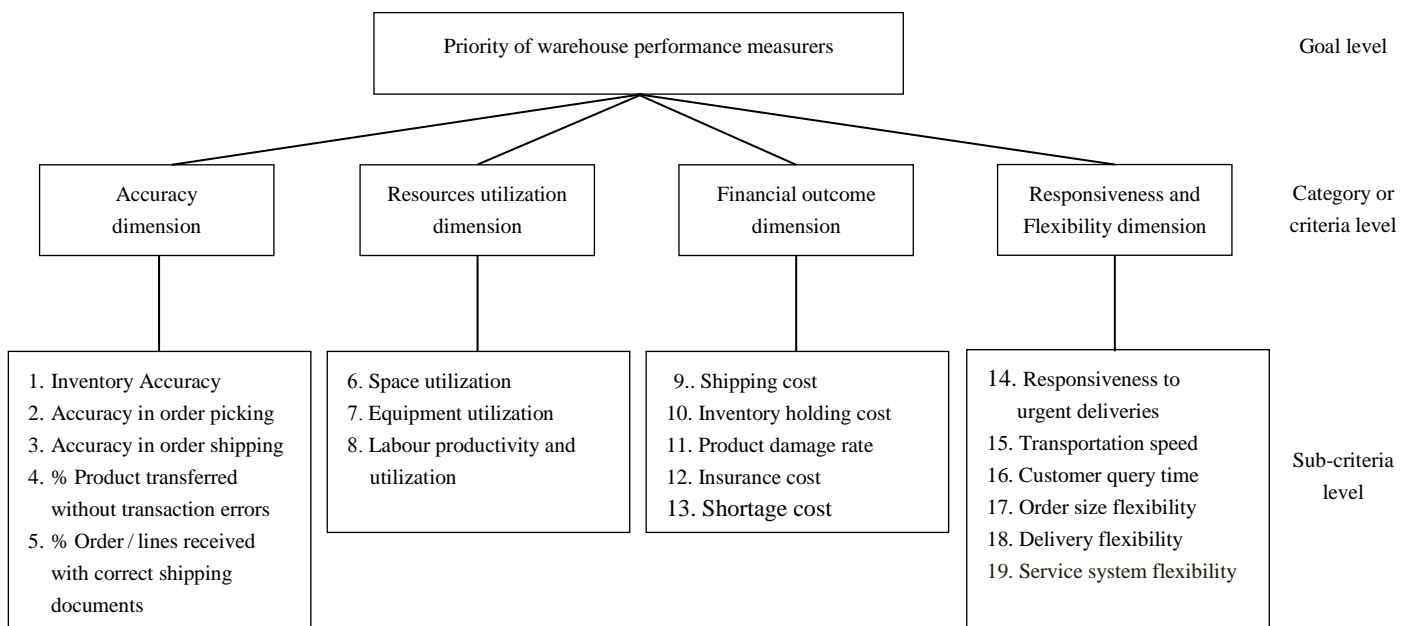 Priority of warehouse performance measurers
Goal level
Accuracy
dimension
Resources utilization
dimension
Financial outcome
dimension
Responsiveness and
Flexibility dimension
Category or
criteria level
1. Inventory Accuracy
2. Accuracy in order picking
3. Accuracy in order shipping
4. % Product transferred
without transaction errors
5. % Order / lines received
with correct shipping
documents
6. Space utilization
7. Equipment utilization
8. Labour productivity and
utilization
9.. Shipping cost
10. Inventory holding cost
11. Product damage rate
12. Insurance cost
13. Shortage cost
14. Responsiveness to
urgent deliveries
15. Transportation speed
16. Customer query time
17. Order size flexibility
18. Delivery flexibility
19. Service system flexibility
Sub-criteria
level